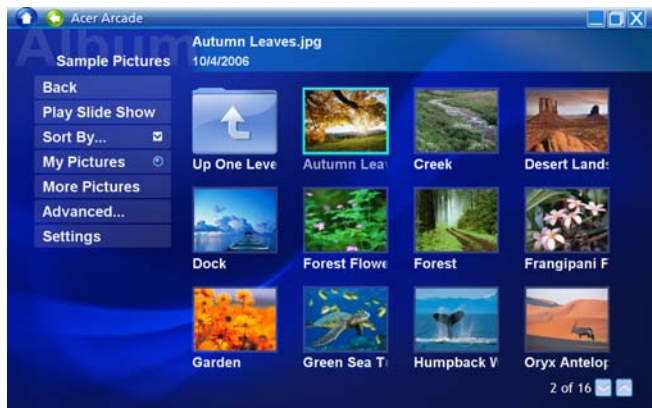 Acer Arcade
Album
Autumn Leaves.jpg
10/4/2006
Sample Pictures
Back
Play Slide Show
Sort By...
My Pictures
More Pictures
Advanced...
Settings
Up One Leve
Autumn Leav
Creek
Desert Lands
Dock
Forest Flowe
Forest
Frangipani F
Garden
Green Sea T
Humpback W
Oryx Antelop
2 of 16